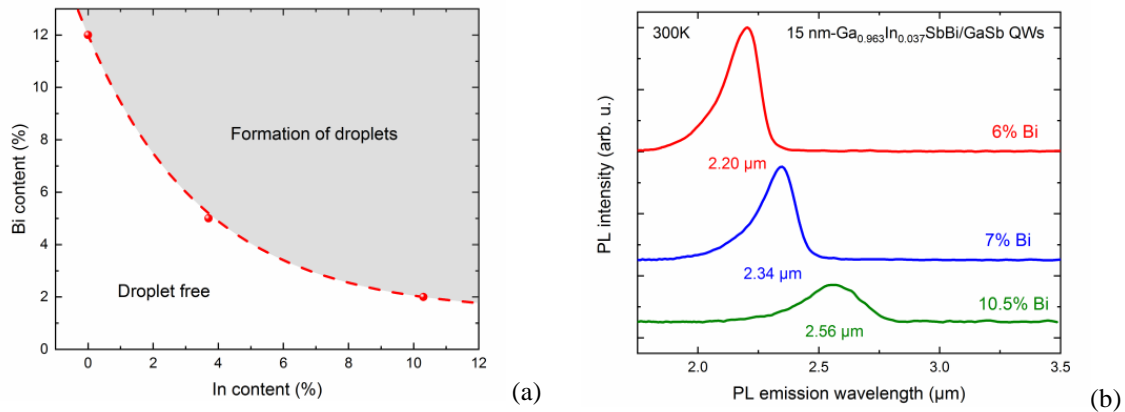 12
10
8
6
4
2
0
Bi content (%)
Formation of droplets
Droplet free
0 2 4 6 8 10 12
In content (%)
(a)
300K 15 nm-Ga0.963In0.037SbBi/GaSb QWs
PL intensity (arb. u.)
6% Bi
2.20 µm
7% Bi
2.34 µm
10.5% Bi
2.56 µm
2.0 2.5 3.0 3.5
PL emission wavelength (µm)
(b)